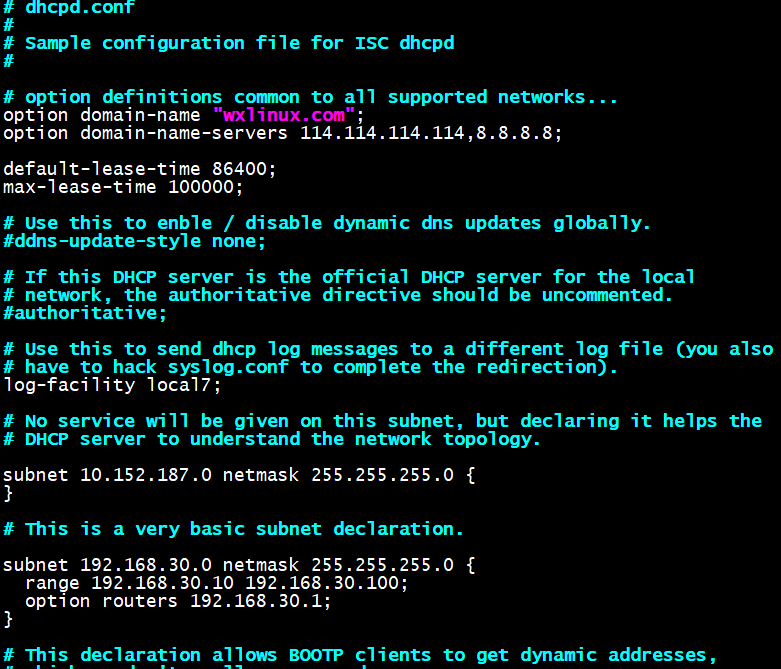 # dhcpd.conf
#
# Sample configuration file for ISC dhcpd
#
# option definitions common to all supported networks...
option domain-name "wxlinux.com";
option domain-name-servers 114.114.114.114,8.8.8.8;
default-lease-time 86400;
max-lease-time 100000;
# Use this to enble / disable dynamic dns updates globally.
#ddns-update-style none;
# If this DHCP server is the official DHCP server for the local
# network, the authoritative directive should be uncommented.
#authoritative;
# Use this to send dhcp log messages to a different log file (you also
# have to hack syslog.conf to complete the redirection).
log-facility local7;
# No service will be given on this subnet, but declaring it helps the
# DHCP server to understand the network topology.
subnet 10.152.187.0 netmask 255.255.255.0 {
}
# This is a very basic subnet declaration.
subnet 192.168.30.0 netmask 255.255.255.0 {
  range 192.168.30.10 192.168.30.100;
  option routers 192.168.30.1;
}
# This declaration allows BOOTP clients to get dynamic addresses,